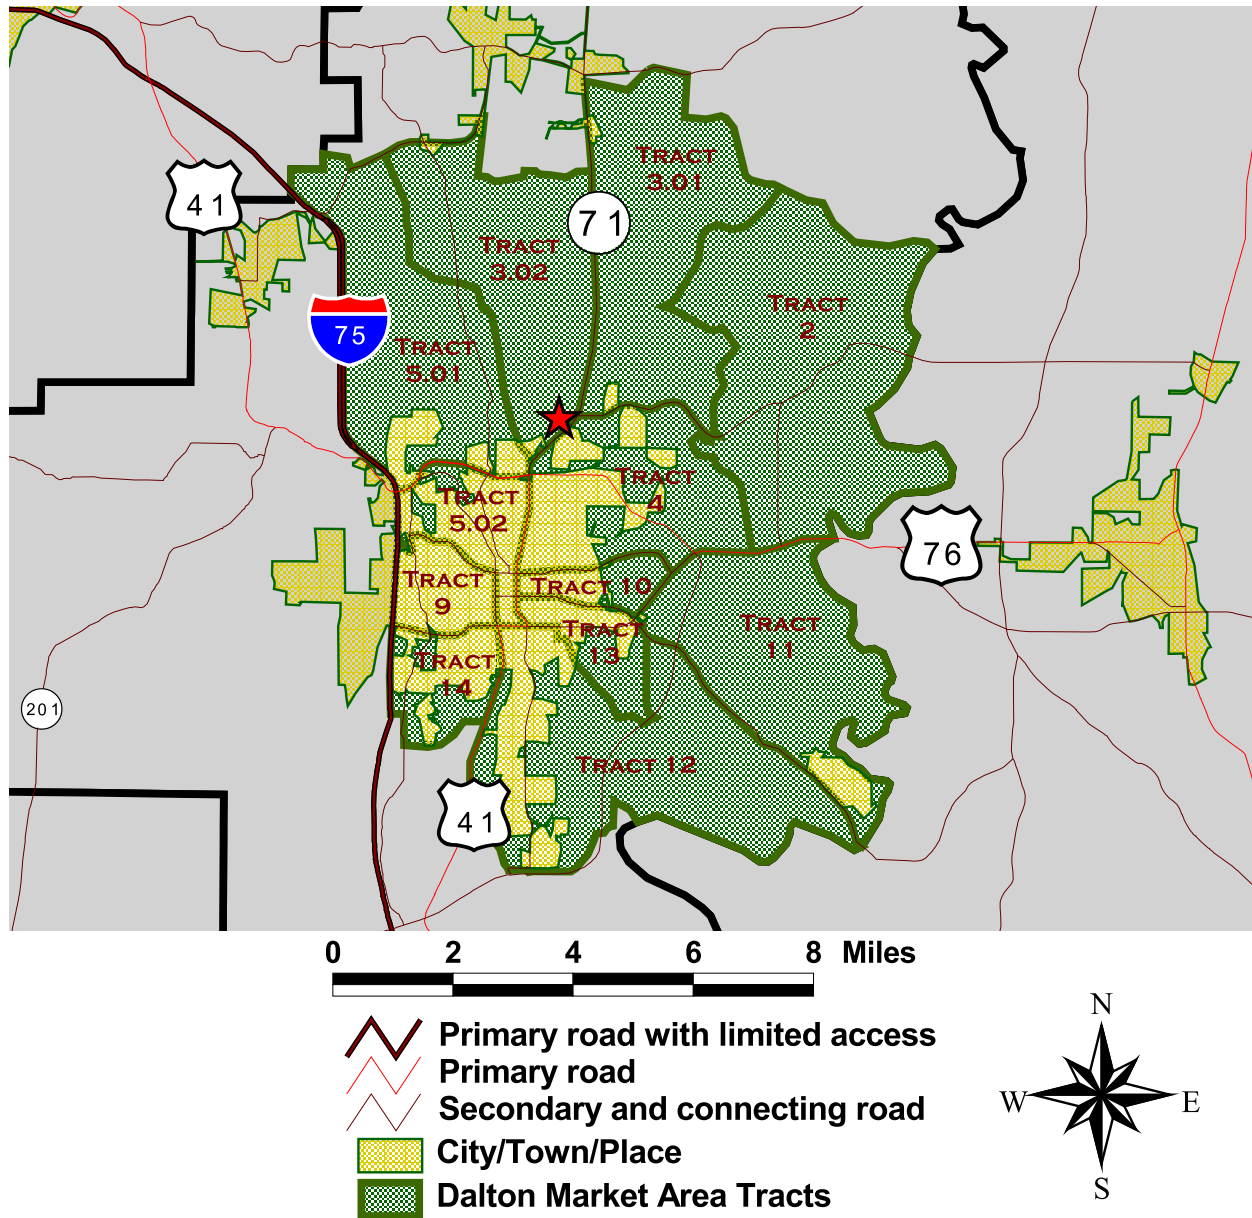 TRACT
3.01
41
71
TRACT
3.02
TRACT
2
75
TRACT
5.01
TRACT
4
TRACT
5.02
76
TRACT
9
TRACT 10
TRACT
13
TRACT
11
TRACT
14
201
TRACT 12
41
0 2 4 6 8 Miles
Primary road with limited access
Primary road
Secondary and connecting road
City/Town/Place
Dalton Market Area Tracts
N
W E
S